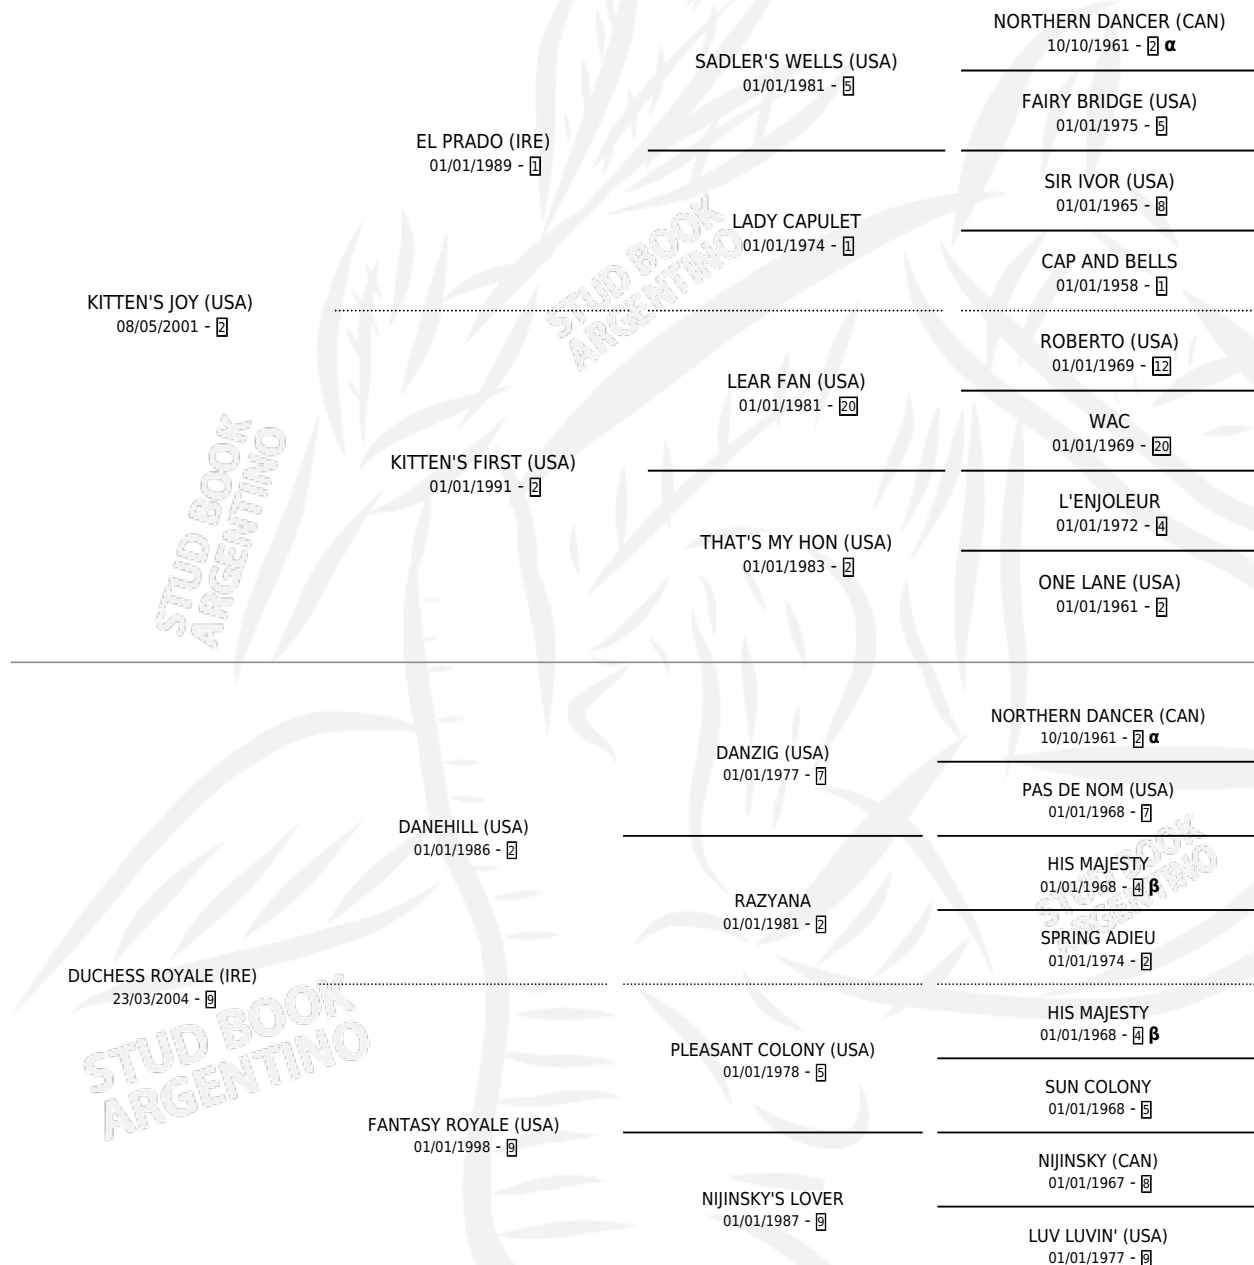 NORTHERN DANCER (CAN)
10/10/1961 - 2 α
SADLER'S WELLS (USA)
01/01/1981 - 5
FAIRY BRIDGE (USA)
01/01/1975 - 5
EL PRADO (IRE)
01/01/1989 - 1
SIR IVOR (USA)
01/01/1965 - 8
LADY CAPULET
01/01/1974 - 1
CAP AND BELLS
01/01/1958 - 1
KITTEN'S JOY (USA)
08/05/2001 - 2
ROBERTO (USA)
01/01/1969 - 12
LEAR FAN (USA)
01/01/1981 - 20
WAC
01/01/1969 - 20
KITTEN'S FIRST (USA)
01/01/1991 - 2
L'ENJOLEUR
01/01/1972 - 4
THAT'S MY HON (USA)
01/01/1983 - 2
ONE LANE (USA)
01/01/1961 - 2
STUD BOOK
ARGENTINO
STUD BOOK
ARGENTINO
NORTHERN DANCER (CAN)
10/10/1961 - 2 α
DANZIG (USA)
01/01/1977 - 7
PAS DE NOM (USA)
01/01/1968 - 7
DANEHILL (USA)
01/01/1986 - 2
HIS MAJESTY
01/01/1968 - 4 β
RAZYANA
01/01/1981 - 2
SPRING ADIEU
01/01/1974 - 2
DUCHESS ROYALE (IRE)
23/03/2004 - 9
HIS MAJESTY
01/01/1968 - 4 β
PLEASANT COLONY (USA)
01/01/1978 - 5
SUN COLONY
01/01/1968 - 5
FANTASY ROYALE (USA)
01/01/1998 - 9
NIJINSKY (CAN)
01/01/1967 - 8
NIJINSKY'S LOVER
01/01/1987 - 9
LUV LUVIN' (USA)
01/01/1977 - 9
STUD BOOK
ARGENTINO
STUD BOOK
ARGENTINO